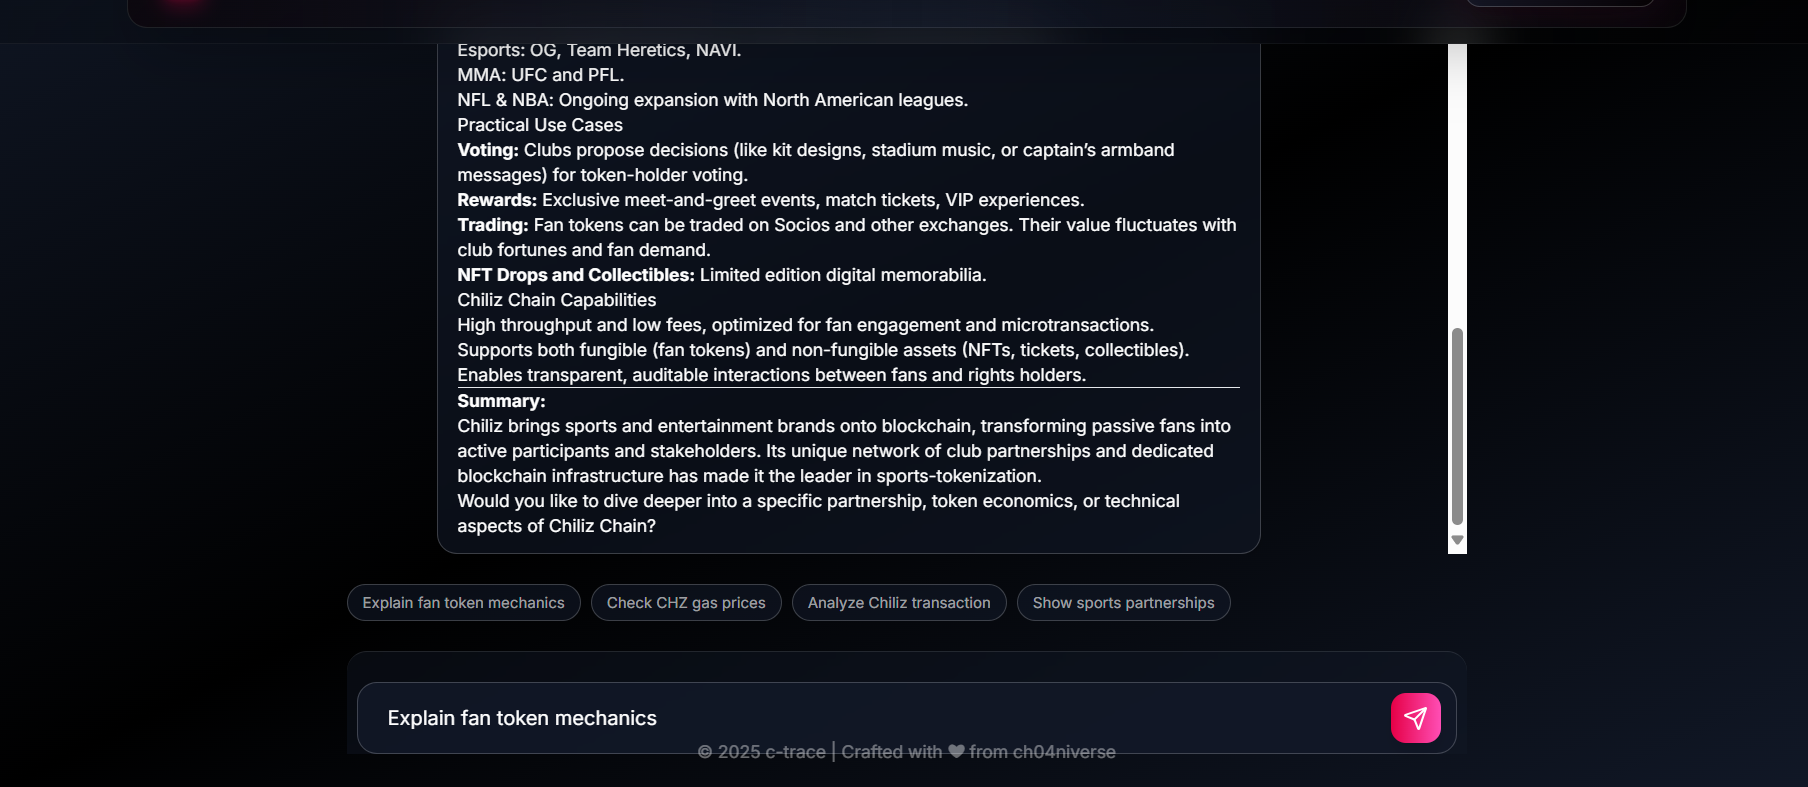 Esports: OG, Team Heretics, NAVI.
MMA: UFC and PFL.
NFL & NBA: Ongoing expansion with North American leagues.
Practical Use Cases
Voting: Clubs propose decisions (like kit designs, stadium music, or captain’s armband
messages) for token-holder voting.
Rewards: Exclusive meet-and-greet events, match tickets, VIP experiences.
Trading: Fan tokens can be traded on Socios and other exchanges. Their value fluctuates with
club fortunes and fan demand.
NFT Drops and Collectibles: Limited edition digital memorabilia.
Chiliz Chain Capabilities
High throughput and low fees, optimized for fan engagement and microtransactions.
Supports both fungible (fan tokens) and non-fungible assets (NFTs, tickets, collectibles).
Enables transparent, auditable interactions between fans and rights holders.
Summary:
Chiliz brings sports and entertainment brands onto blockchain, transforming passive fans into
active participants and stakeholders. Its unique network of club partnerships and dedicated
blockchain infrastructure has made it the leader in sports-tokenization.
Would you like to dive deeper into a specific partnership, token economics, or technical
aspects of Chiliz Chain?
Explain fan token mechanics
Check CHZ gas prices
Analyze Chiliz transaction
Show sports partnerships
Explain fan token mechanics
© 2025 c-trace | Crafted with ❤ from ch04niverse